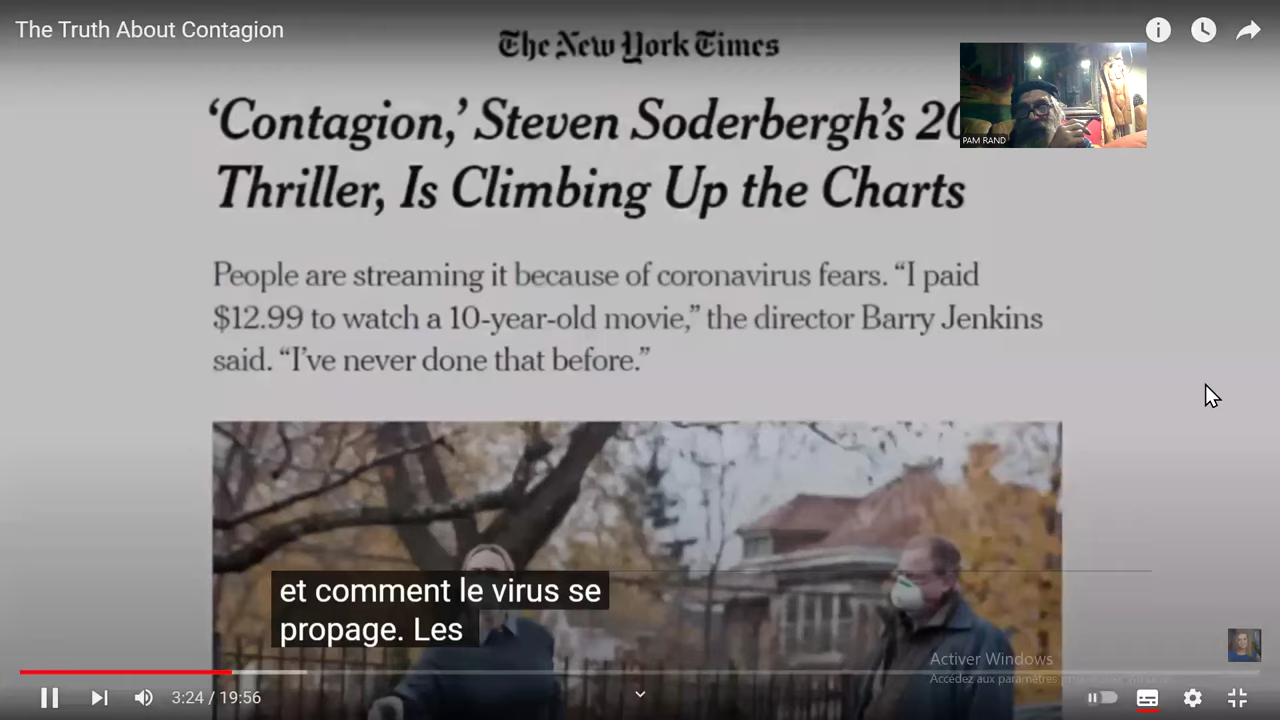 The Truth About Contagion
The New York Times
‘Contagion,’ Steven Soderbergh’s
Thriller, Is Climbing Up the Charts
PAM RAND
People are streaming it because of coronavirus fears. “I paid
$12.99 to watch a 10-year-old movie,” the director Barry Jenkins
said. “I’ve never done that before.”
et comment le virus se
propage. Les
Activer Windows
Accédez aux paramètres
3:24 / 19:56